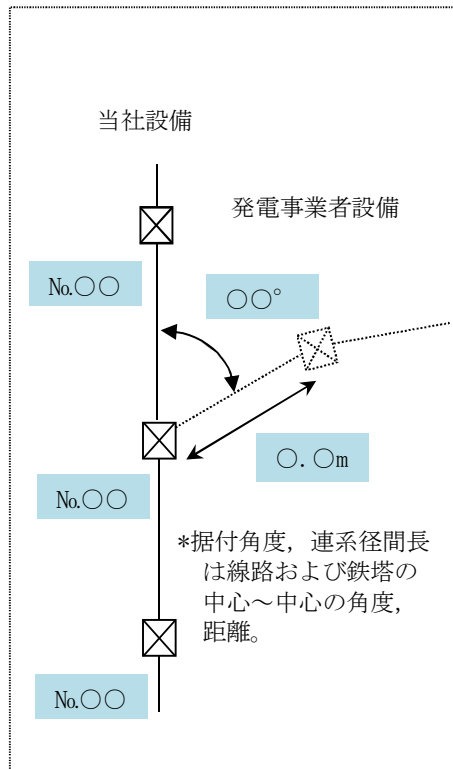 当社設備
発電事業者設備
№○○
○○°
○．○m
№○○
*据付角度，連系径間長
は線路および鉄塔の
中心～中心の角度，
距離。
№○○